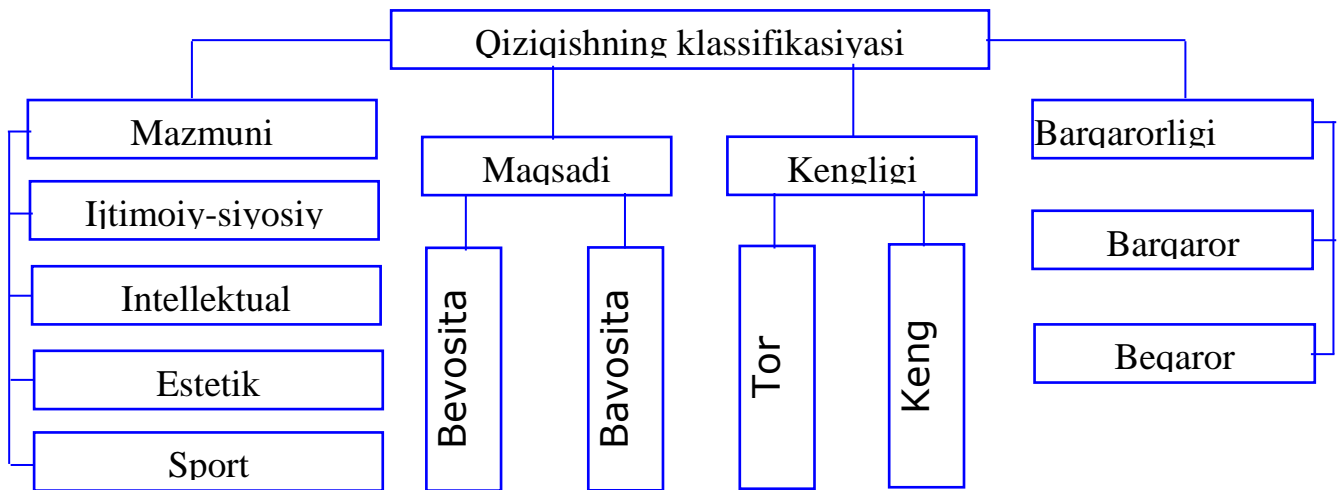 Qiziqishning klassifikasiyasi
Mazmuni
Maqsadi
Kengligi
Barqarorligi
Ijtimoiy-siyosiy
Intellektual
Estetik
Sport
Bevosita
Bavosita
Tor
Keng
Barqaror
Beqaror